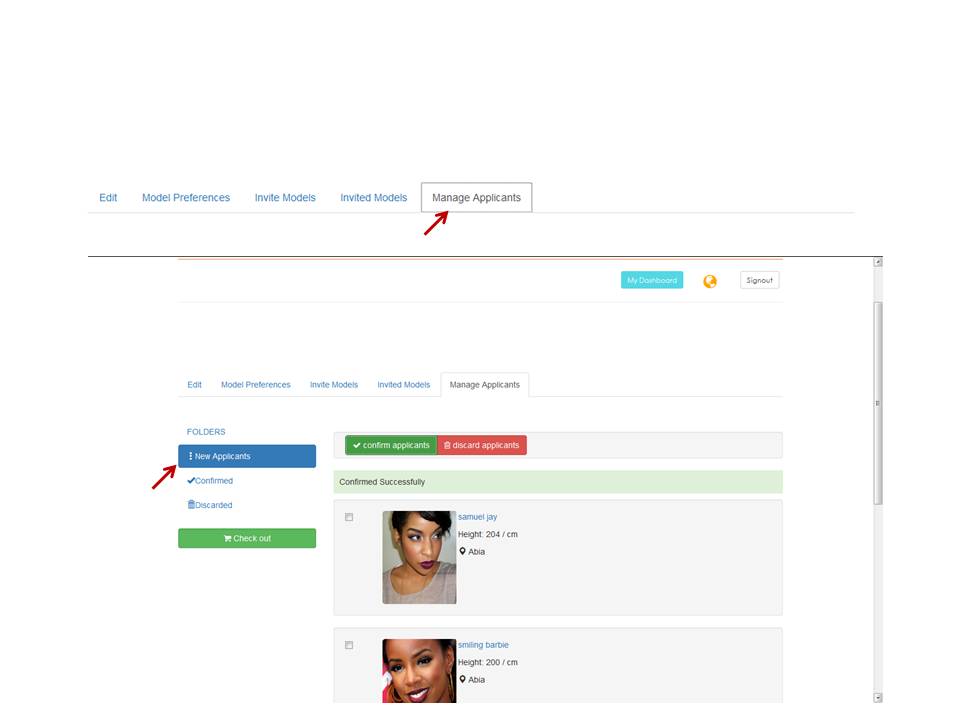 Edit Model Preferences Invite Models Invited Models Manage Applicants
My Dashboard Signout
Edit Model Preferences Invite Models Invited Models Manage Applicants
FOLDERS
New Applicants
Confirmed
Discarded
Check out
confirm applicants discard applicants
Confirmed Successfully
samuel jay
Height: 204 / cm
Abia
smiling barbie
Height: 200 / cm
Abia